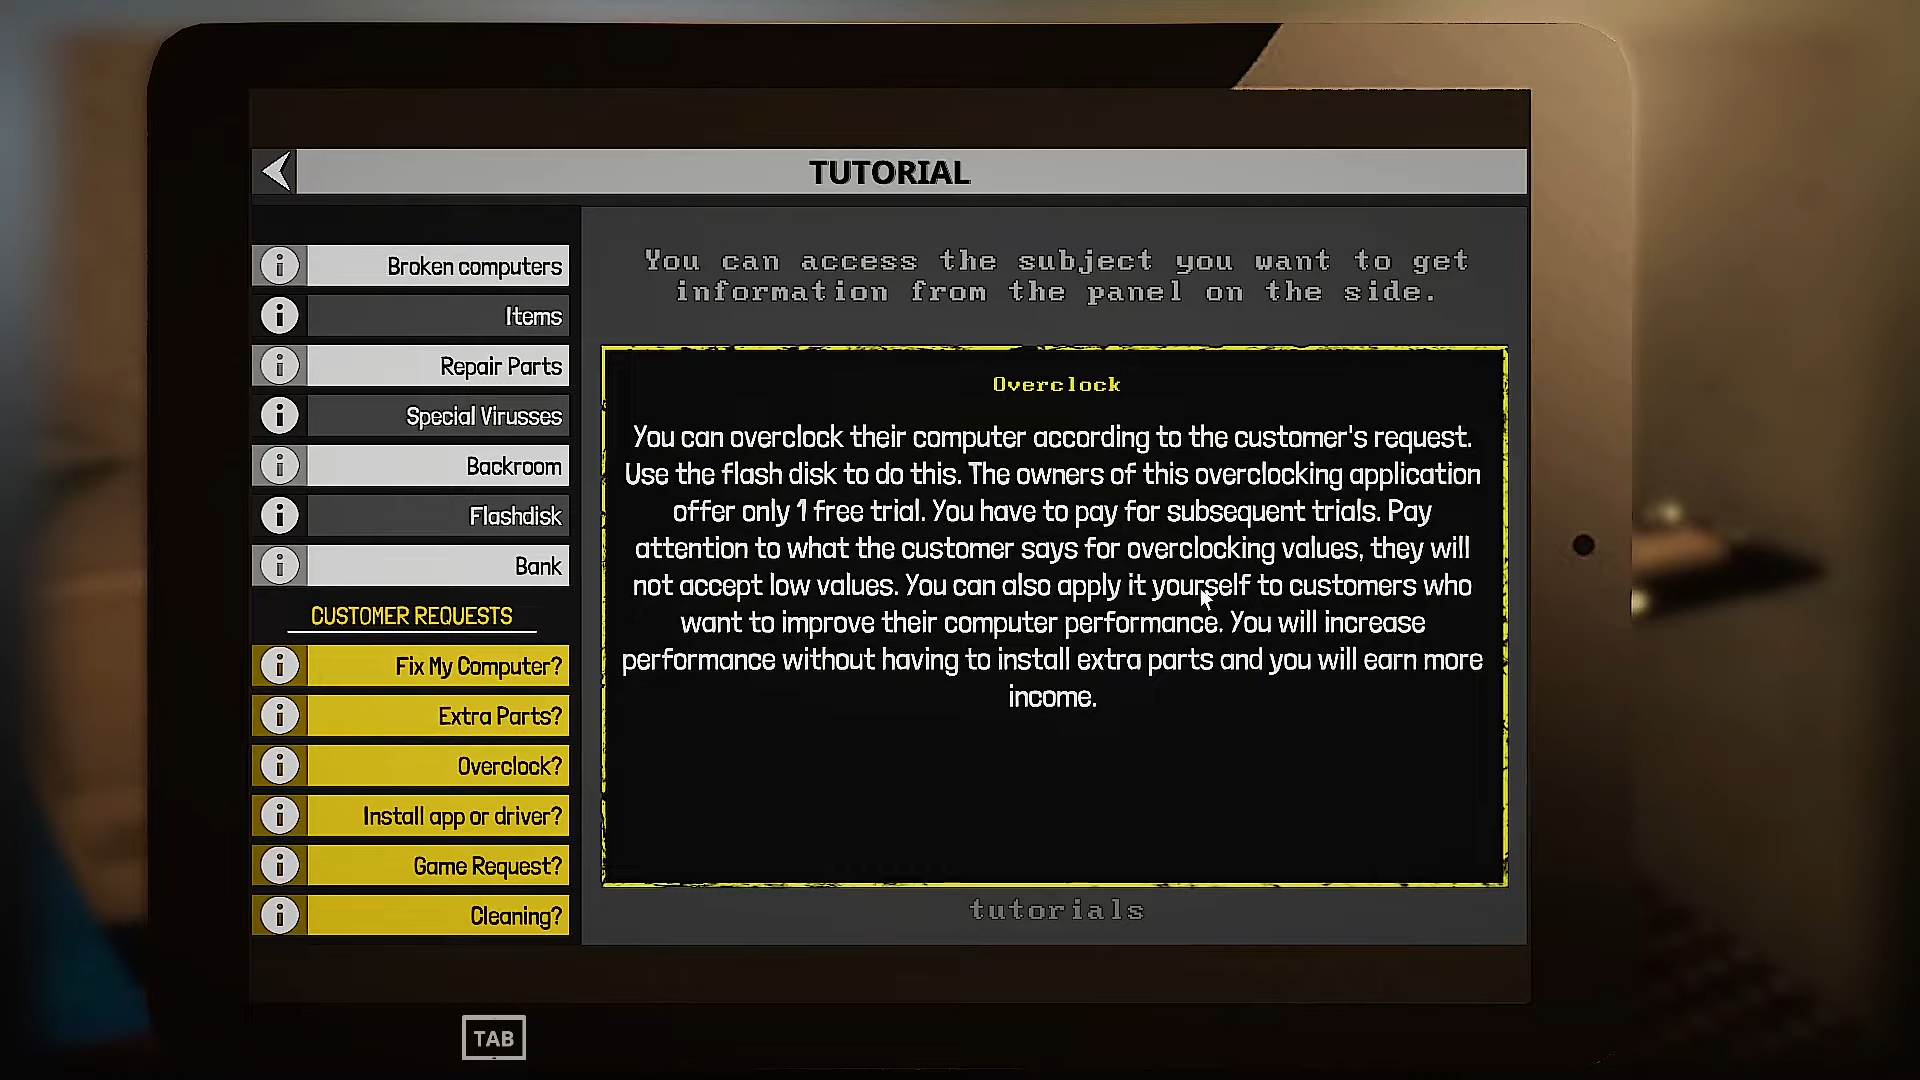 TUTORIAL
Broken computers
Items
Repair Parts
Special Virusses
Backroom
Flashdisk
Bank
CUSTOMER REQUESTS
Fix My Computer?
Extra Parts?
Overclock?
Install app or driver?
Game Request?
Cleaning?
You can access the subject you want to get
information from the panel on the side.
Overclock
You can overclock their computer according to the customer's request.
Use the flash disk to do this. The owners of this overclocking application
offer only 1 free trial. You have to pay for subsequent trials. Pay
attention to what the customer says for overclocking values, they will
not accept low values. You can also apply it yourself to customers who
want to improve their computer performance. You will increase
performance without having to install extra parts and you will earn more
income.
tutorials
TAB